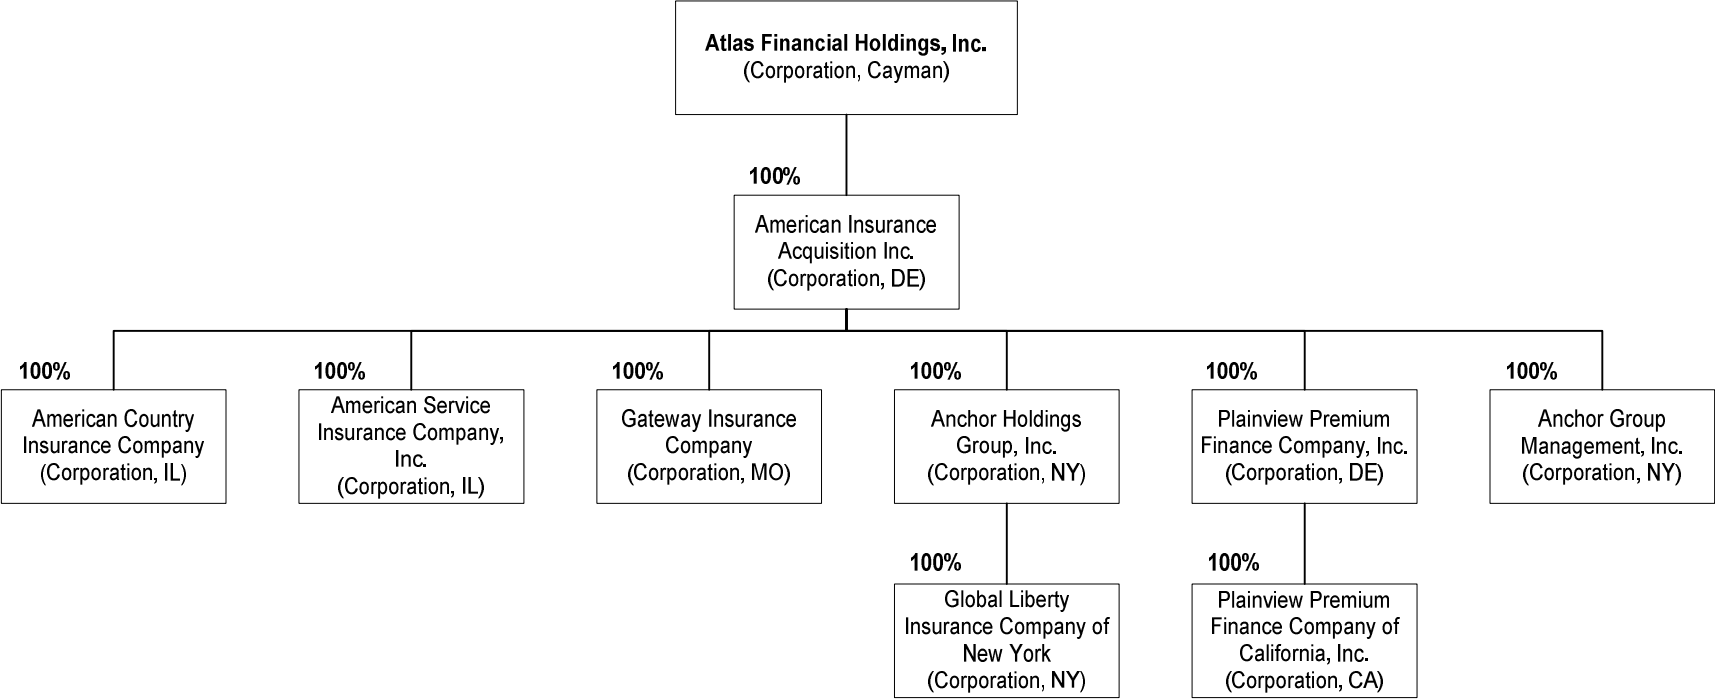 Atlas Financial Holdings, Inc.
(Corporation, Cayman)
100%
American Insurance
Acquisition Inc.
(Corporation, DE)
100%
American Country
Insurance Company
(Corporation, IL)
100%
American Service
Insurance Company,
Inc.
(Corporation, IL)
100%
Gateway Insurance
Company
(Corporation, MO)
100%
Anchor Holdings
Group, Inc.
(Corporation, NY)
100%
Plainview Premium
Finance Company, Inc.
(Corporation, DE)
100%
Anchor Group
Management, Inc.
(Corporation, NY)
100%
Global Liberty
Insurance Company of
New York
(Corporation, NY)
100%
Plainview Premium
Finance Company of
California, Inc.
(Corporation, CA)